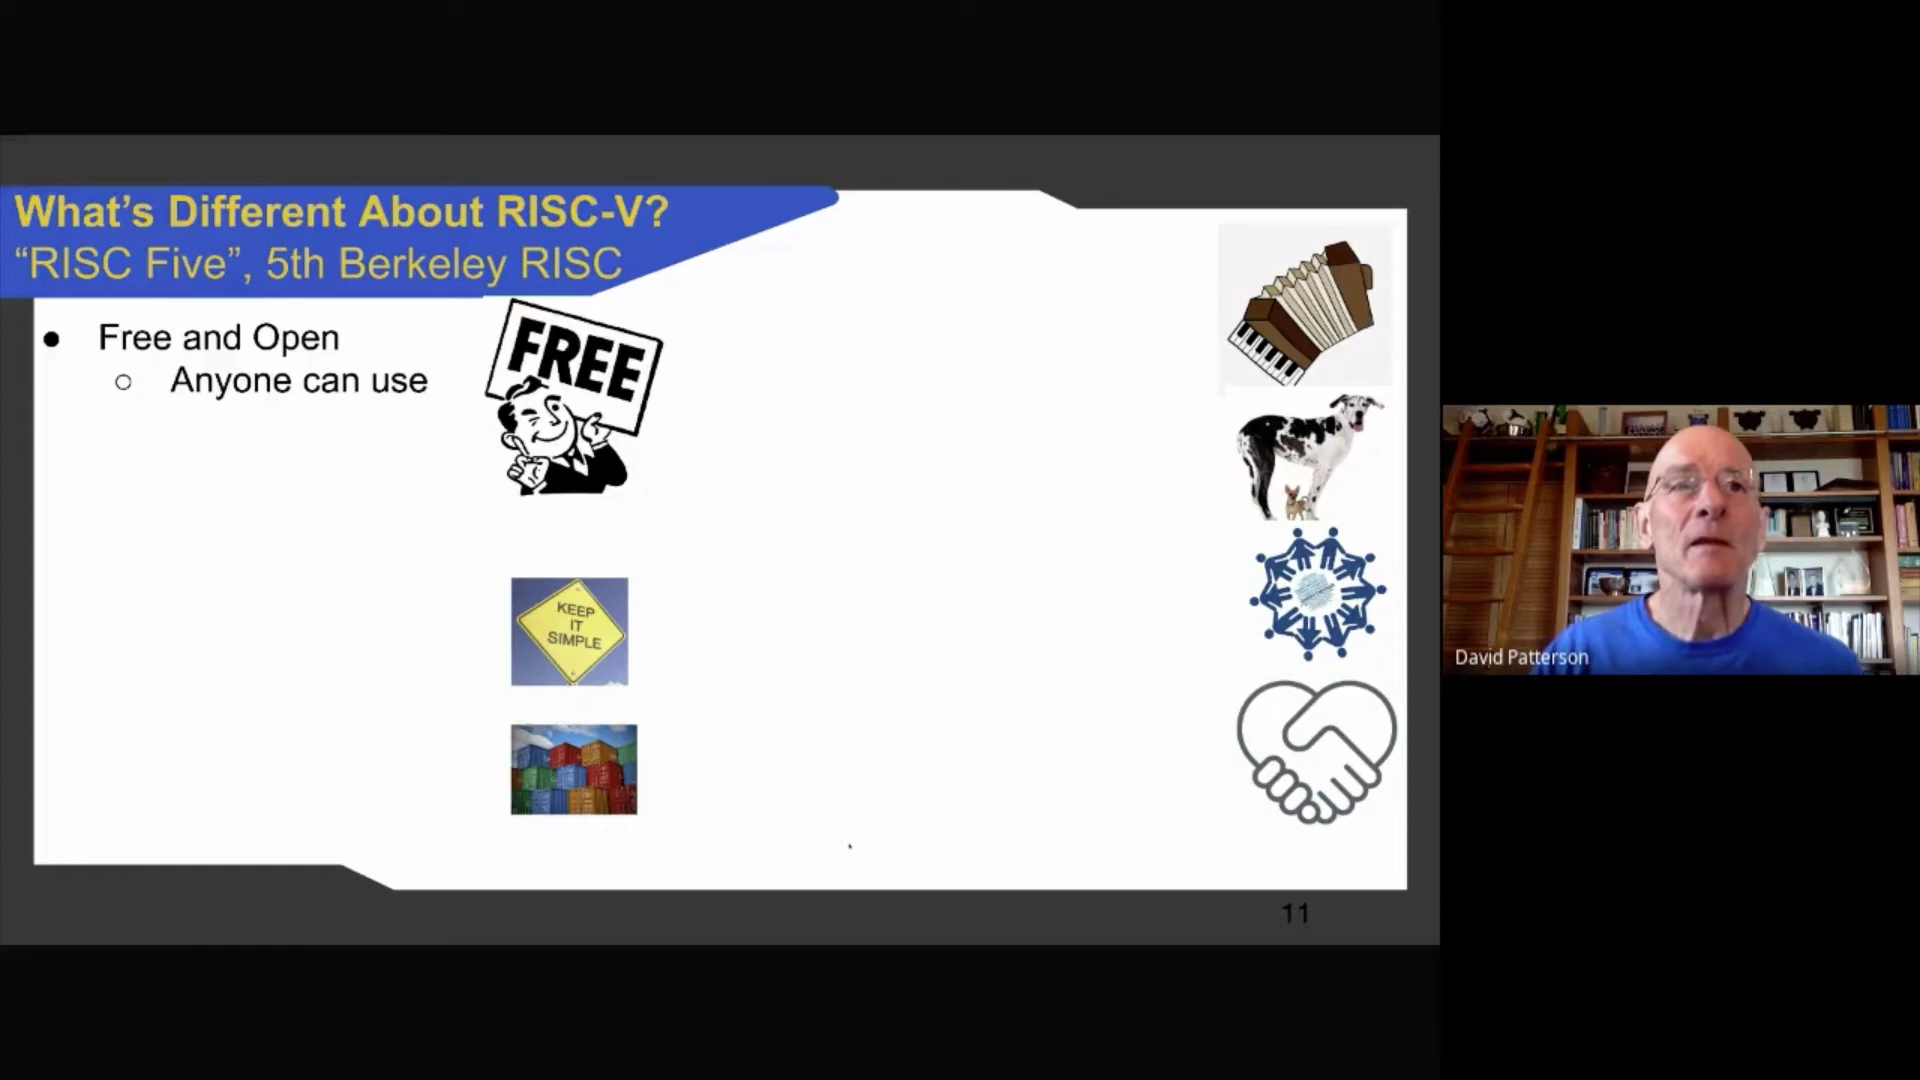 What's Different About RISC-V?
“RISC Five”, 5th Berkeley RISC
● Free and Open
○ Anyone can use
FREE
KEEP
IT
SIMPLE
David Patterson
11